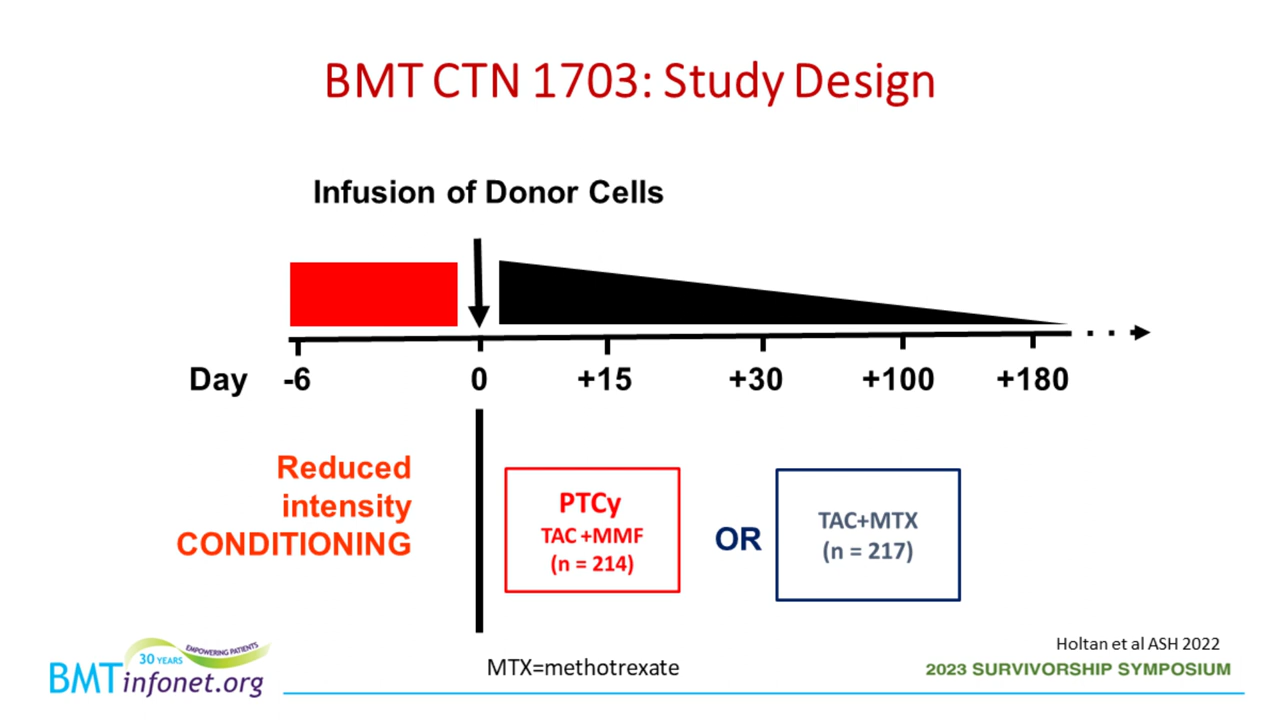 BMT CTN 1703: Study Design
Infusion of Donor Cells
Day -6 0 +15 +30 +100 +180
Reduced
intensity
CONDITIONING
PTCy
TAC +MMF
(n = 214)
OR
TAC+MTX
(n = 217)
Holtan et al ASH 2022
30 YEARS
EMPOWERING PATIENTS
BMTinfonet.org
MTX=methotrexate
2023 SURVIVORSHIP SYMPOSIUM